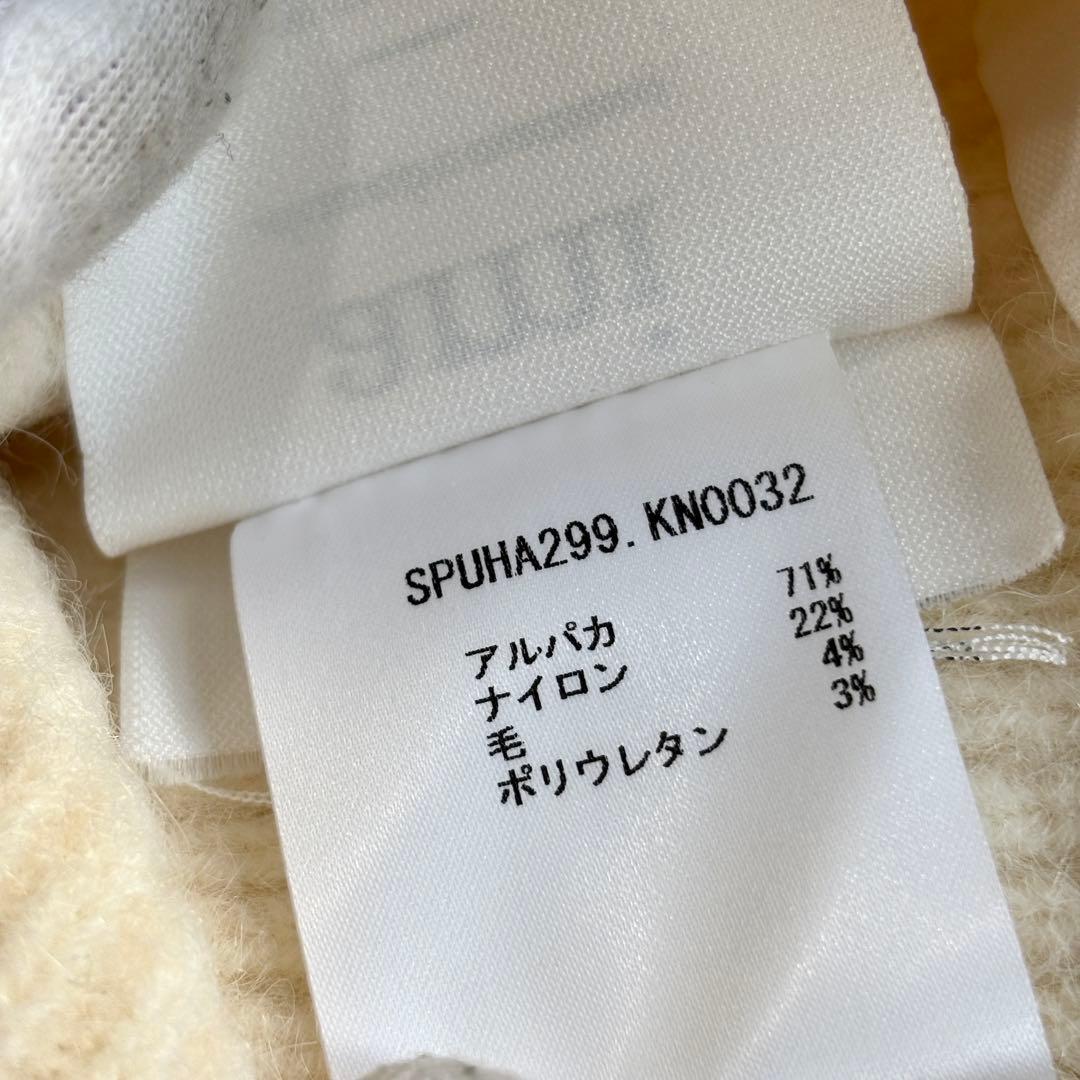 SPUHA299.KN0032
アルパカ 71%
ナイロン 22%
毛 4%
ポリウレタン 3%